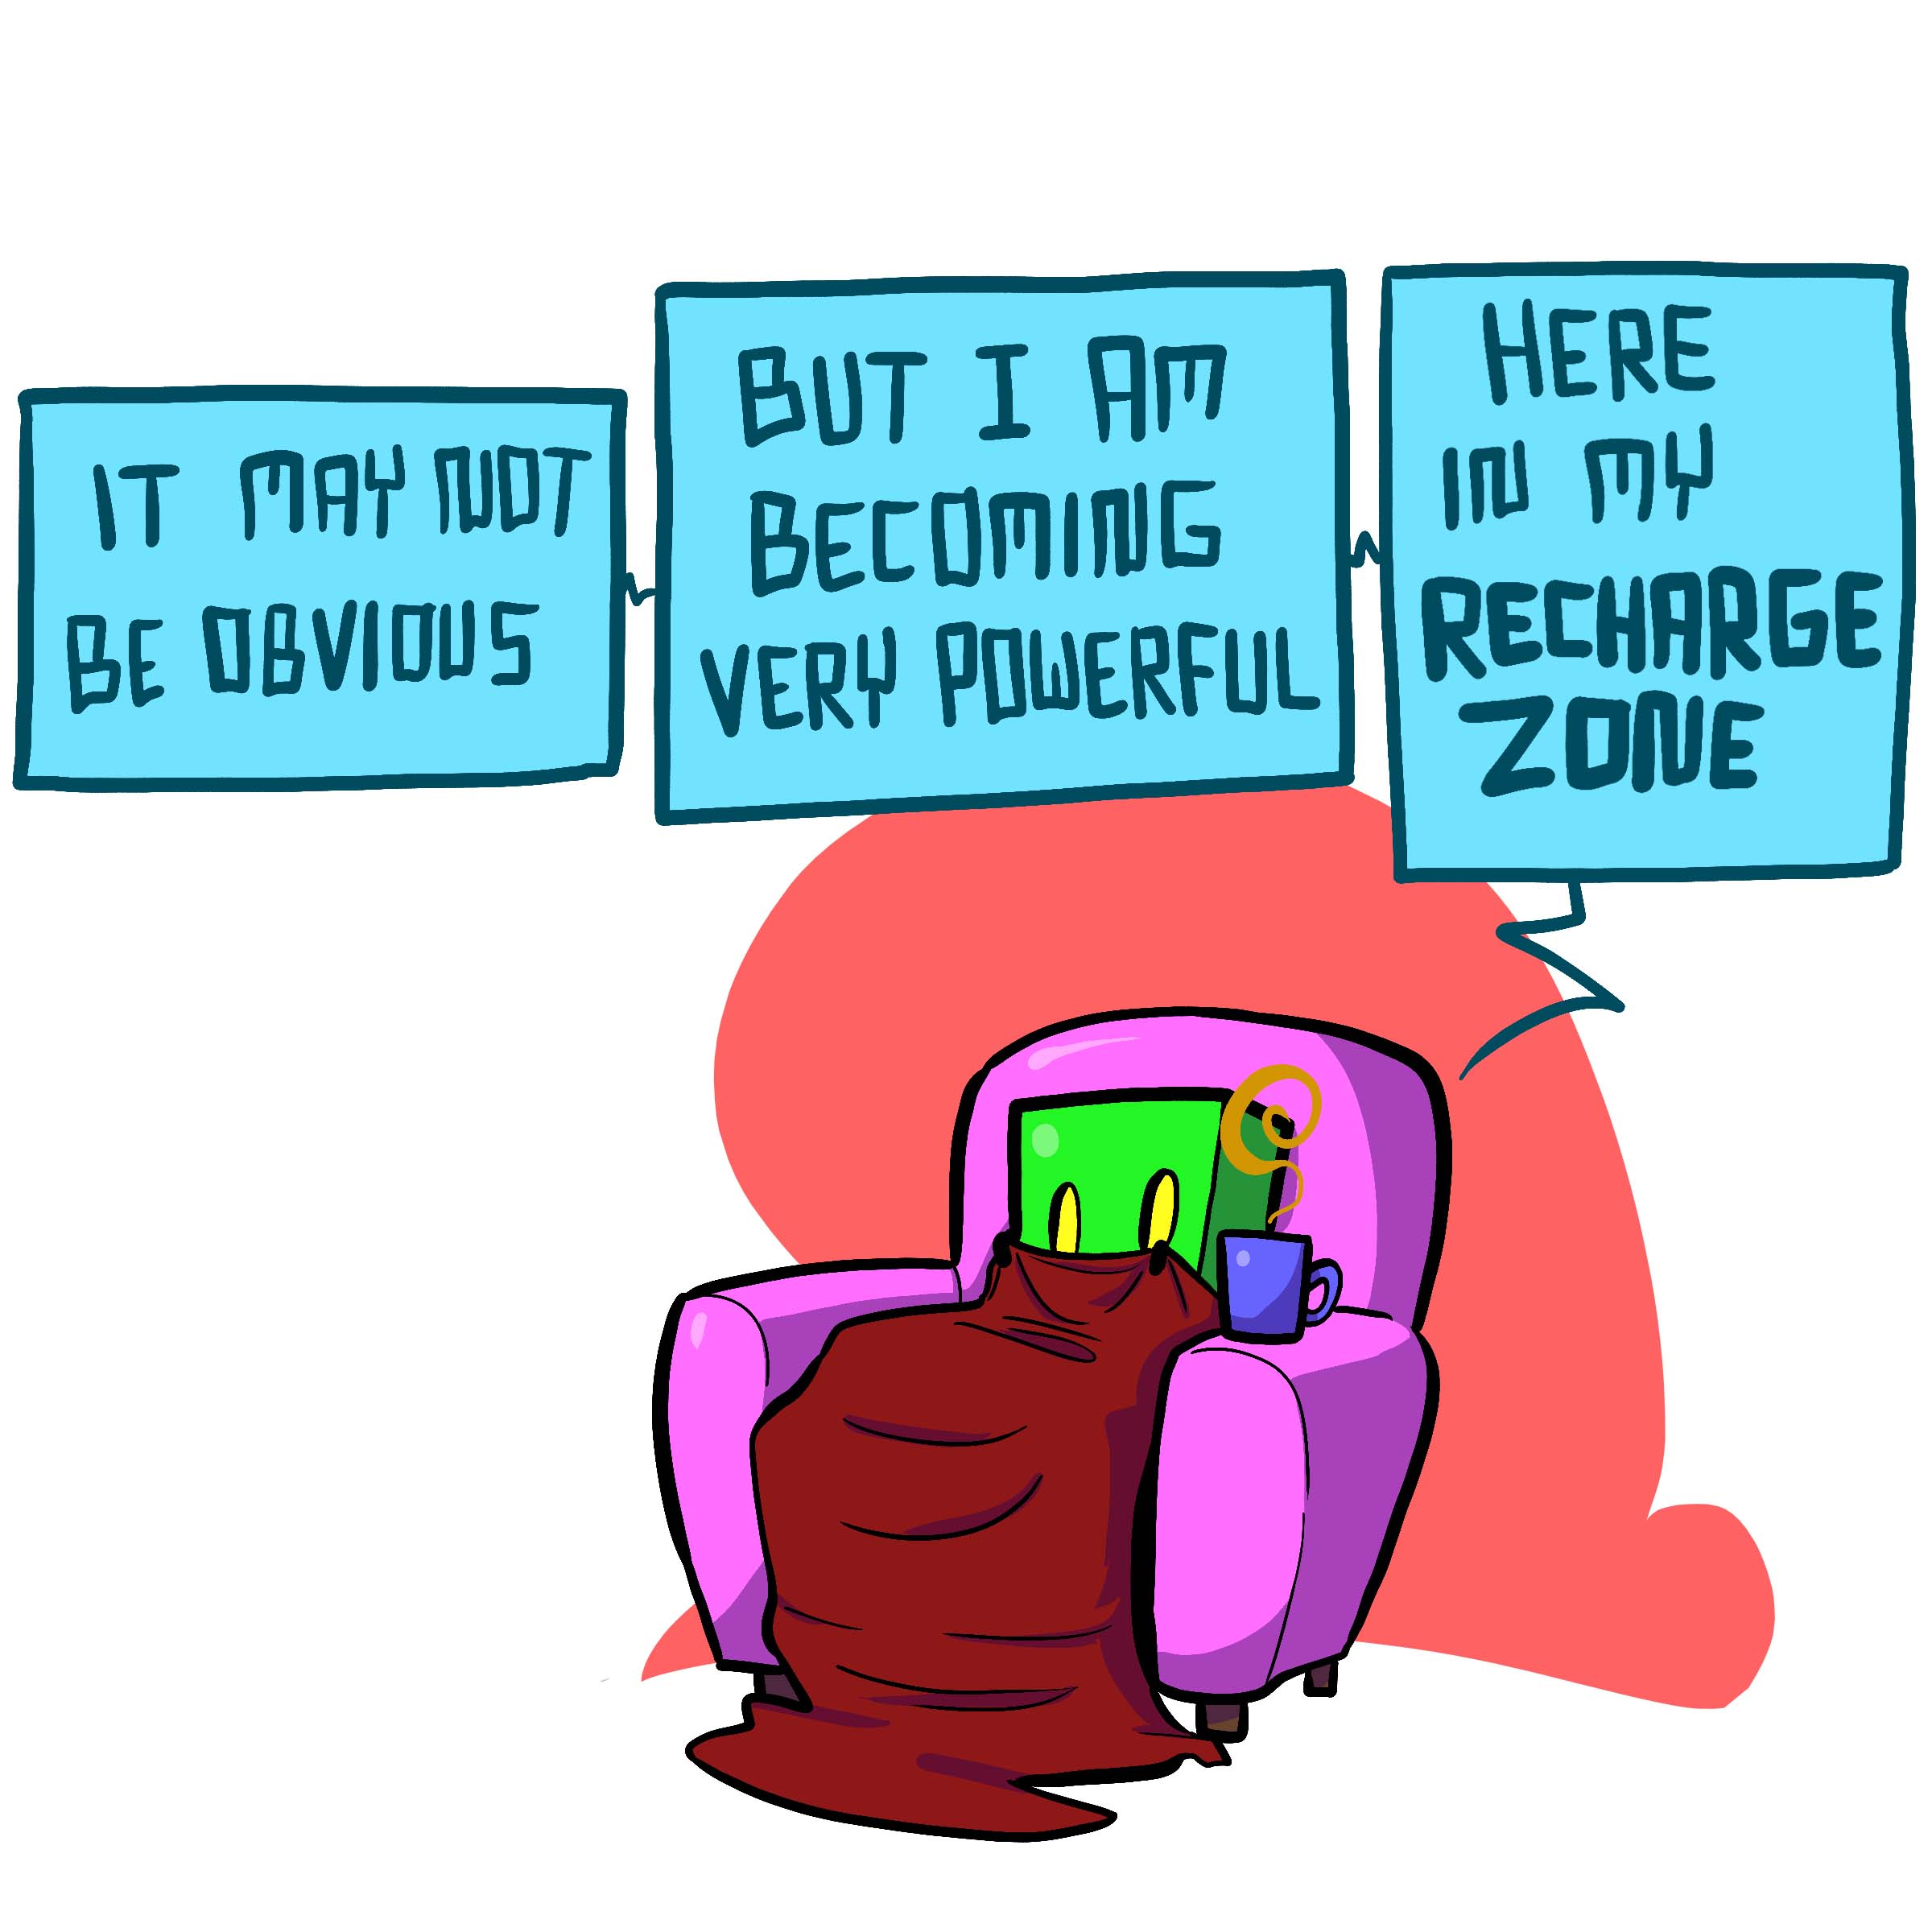 IT MAY NOT
BE OBVIOUS
BUT I AM
BECOMING
VERY POWERFUL
HERE
IN MY
RECHARGE
ZONE